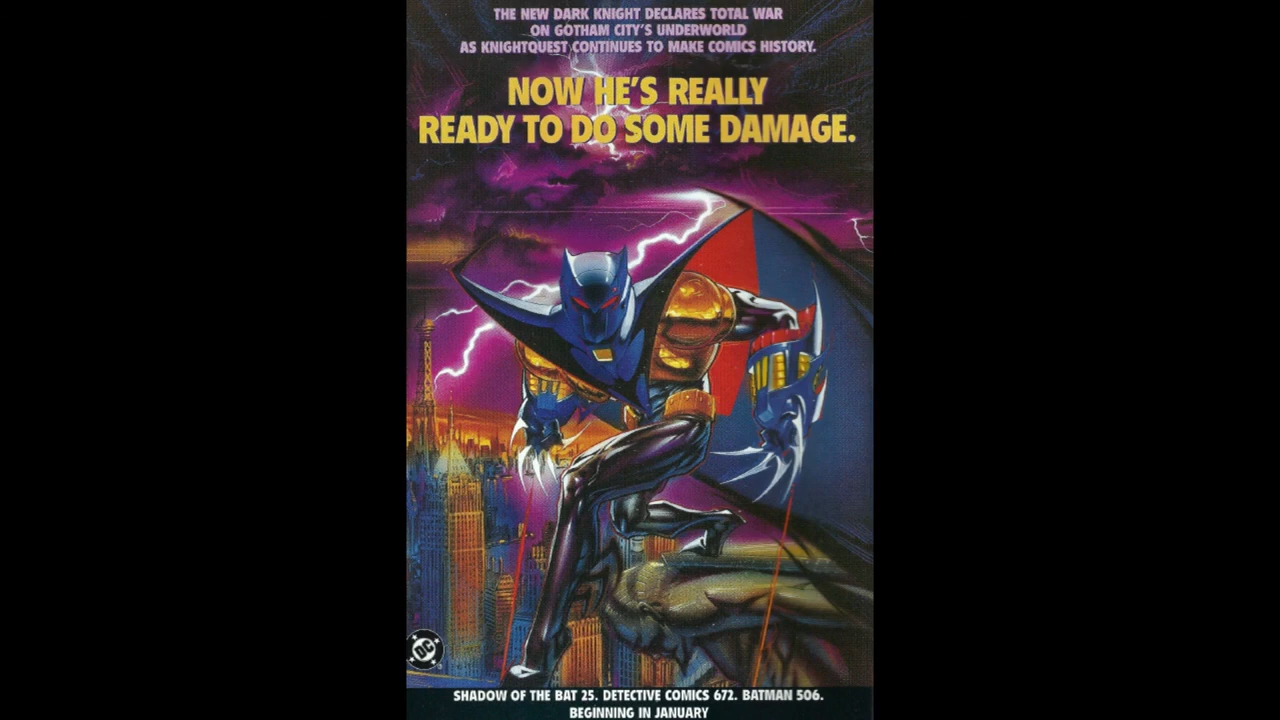 THE NEW DARK KNIGHT DECLARES TOTAL WAR
ON GOTHAM CITY'S UNDERWORLD
AS KNIGHTQUEST CONTINUES TO MAKE COMICS HISTORY.
NOW HE'S REALLY
READY TO DO SOME DAMAGE.
DC
SHADOW OF THE BAT 25. DETECTIVE COMICS 672. BATMAN 506.
BEGINNING IN JANUARY